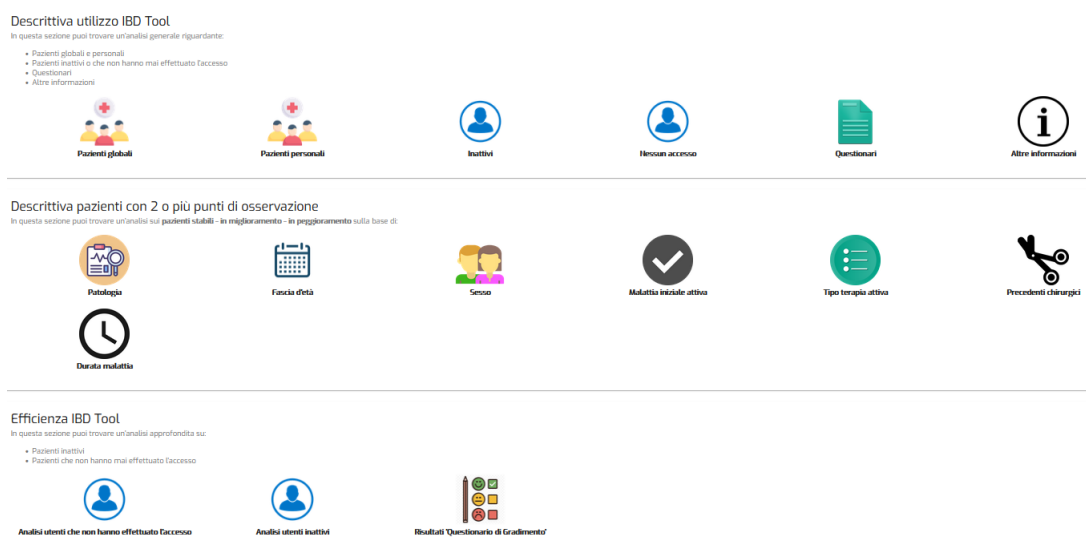 Descrittiva utilizzo IBD Tool
In questa sezione puoi trovare un'analisi generale riguardante:
• Pazienti globali e personali
• Pazienti inattivi o che non hanno mai effettuato l'accesso
• Questionari
• Altre informazioni
Pazienti globali
Pazienti personali
Inattivi
Nessun accesso
Questionari
Altre informazioni
Descrittiva pazienti con 2 o più punti di osservazione
In questa sezione puoi trovare un'analisi sui pazienti stabili - in miglioramento - in peggioramento sulla base di:
Patologia
Fascia d'età
Sesso
Malattia iniziale attiva
Tipo terapia attiva
Precedenti chirurgici
Durata malattia
Efficienza IBD Tool
In questa sezione puoi trovare un'analisi approfondita su:
• Pazienti inattivi
• Pazienti che non hanno mai effettuato l'accesso
Analisi utenti che non hanno effettuato l'accesso
Analisi utenti inattivi
Risultati 'Questionario di Gradimento'